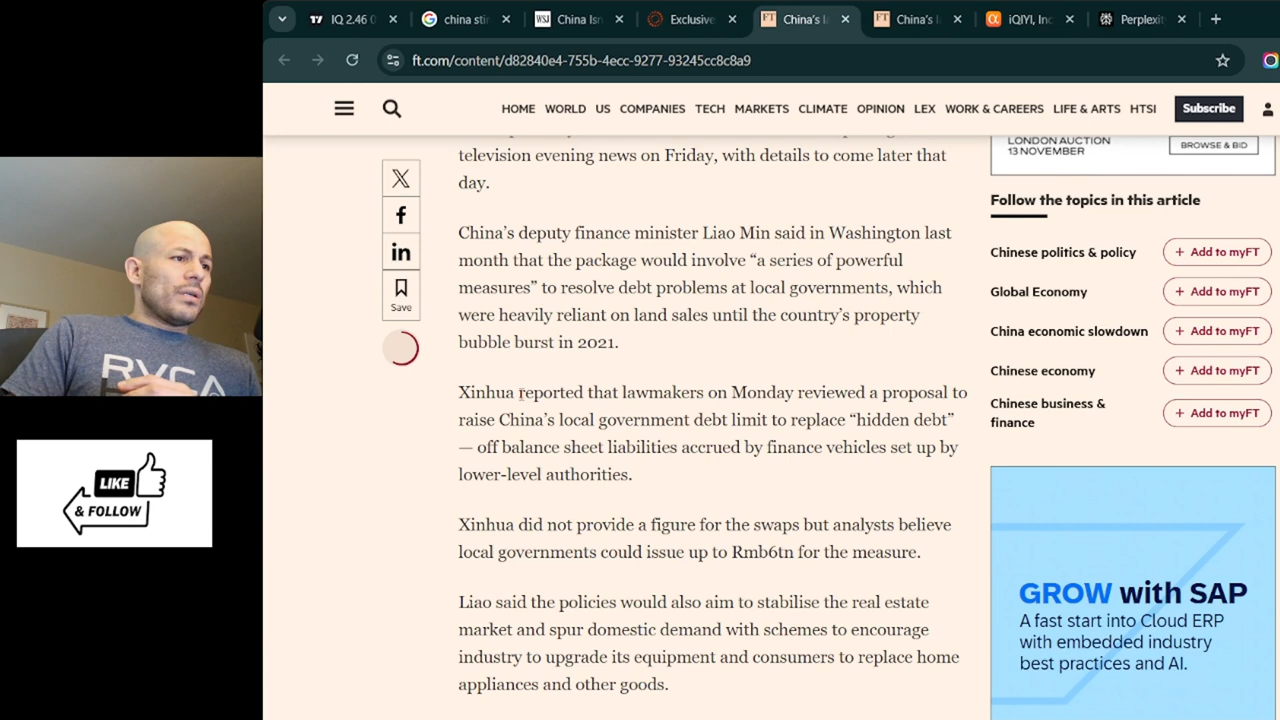 IQ 2.46
china sti
WSJ China Isn
Exclusive
FT China's l
FT China's l
iQIYI, Inc
Perplexit
ft.com/content/d82840e4-755b-4ecc-9277-93245cc8c8a9
HOME WORLD US COMPANIES TECH MARKETS CLIMATE OPINION LEX WORK & CAREERS LIFE & ARTS HTSI
Subscribe
television evening news on Friday, with details to come later that
day.
China's deputy finance minister Liao Min said in Washington last
month that the package would involve “a series of powerful
measures” to resolve debt problems at local governments, which
were heavily reliant on land sales until the country's property
bubble burst in 2021.
Xinhua reported that lawmakers on Monday reviewed a proposal to
raise China's local government debt limit to replace “hidden debt”
— off balance sheet liabilities accrued by finance vehicles set up by
lower-level authorities.
Xinhua did not provide a figure for the swaps but analysts believe
local governments could issue up to Rmb6tn for the measure.
Liao said the policies would also aim to stabilise the real estate
market and spur domestic demand with schemes to encourage
industry to upgrade its equipment and consumers to replace home
appliances and other goods.
Save
LONDON AUCTION
13 NOVEMBER
BROWSE & BID
Follow the topics in this article
Chinese politics & policy
+ Add to myFT
Global Economy
+ Add to myFT
China economic slowdown
+ Add to myFT
Chinese economy
+ Add to myFT
Chinese business &
finance
+ Add to myFT
GROW with SAP
A fast start into Cloud ERP
with embedded industry
best practices and AI.
RVCA
LIKE
& FOLLOW